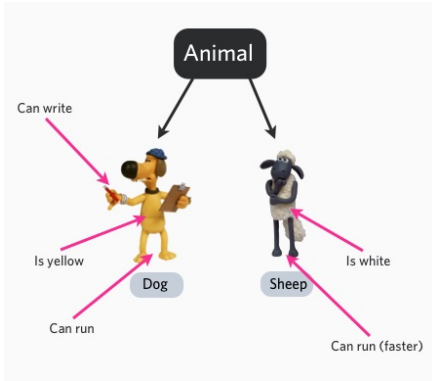 Animal
Can write
Is yellow
Is white
Dog
Sheep
Can run
Can run (faster)